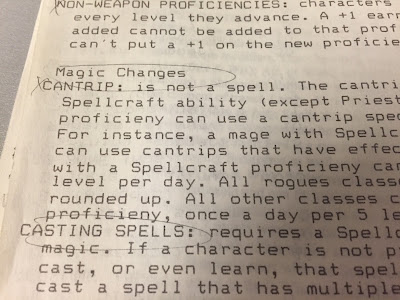 NON-WEAPON PROFICIENCIES: characters
every level they advance. A +1 earn
added cannot be added to that prof
can't put a +1 on the new proficie
Magic Changes
CANTRIP: is not a spell. The cantri
Spellcraft ability (except Priest
proficieny can use a cantrip spe
For instance, a mage with Spellc
can use cantrips that have effec
with a Spellcraft proficieny can
level per day. All rogues classe
rounded up. All other classes c
proficieny, once a day per 5 le
CASTING SPELLS: requires a Spellc
magic. If a character is not pr
cast, or even learn, that spell
cast a spell that has multiple